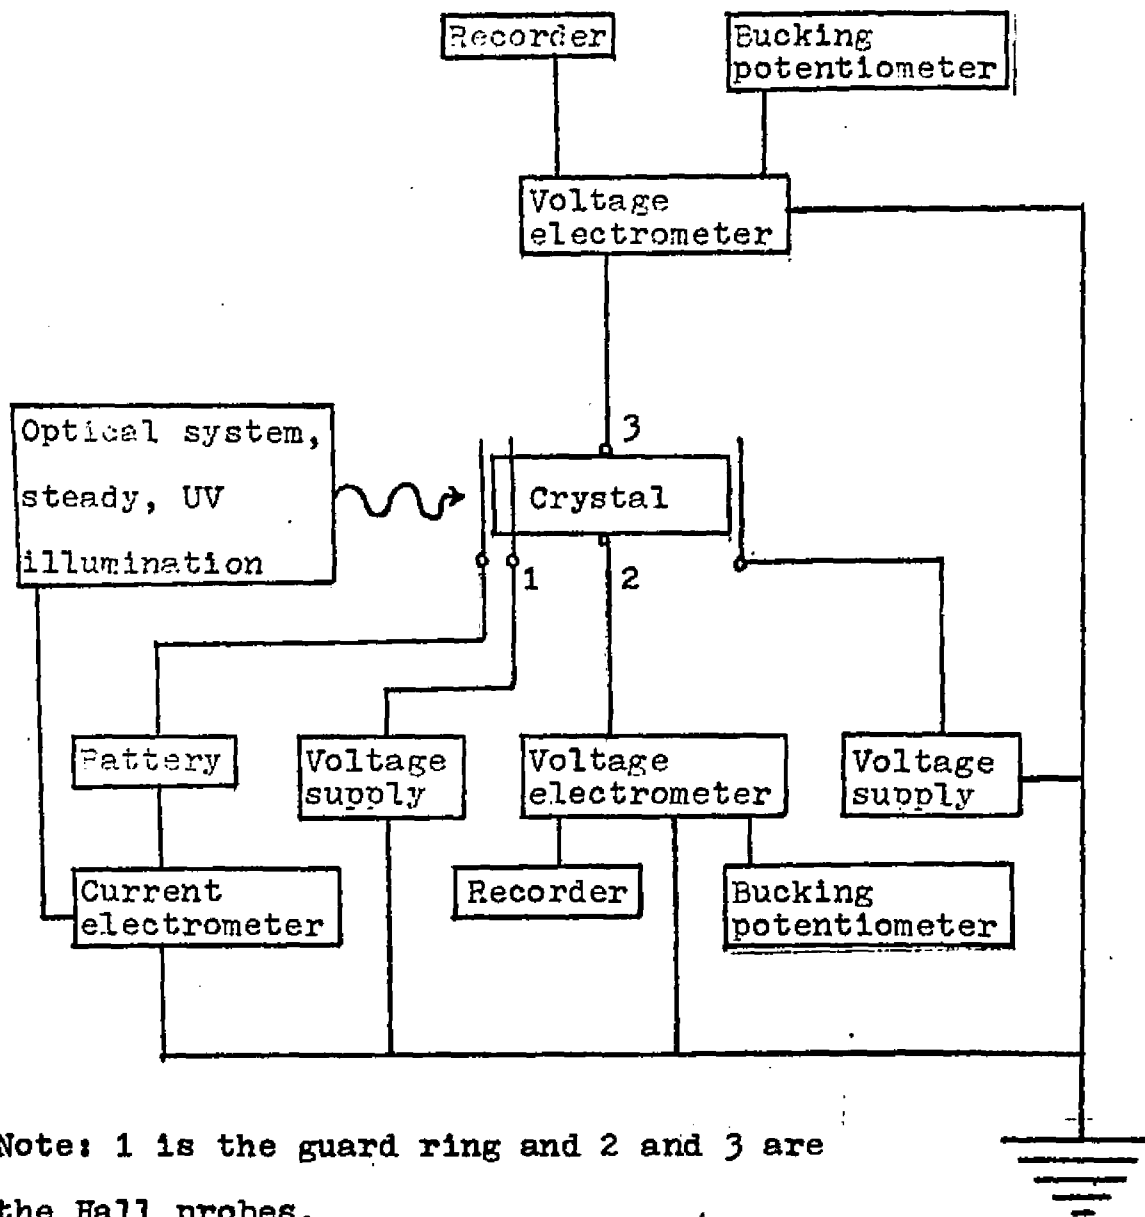 Recorder
Bucking
potentiometer
Voltage
electrometer
3
Optical system,
steady, UV
illumination
Crystal
1
2
Battery
Voltage
supply
Voltage
electrometer
Voltage
supply
Current
electrometer
Recorder
Bucking
potentiometer
Note: 1 is the guard ring and 2 and 3 are
the Hall probes.